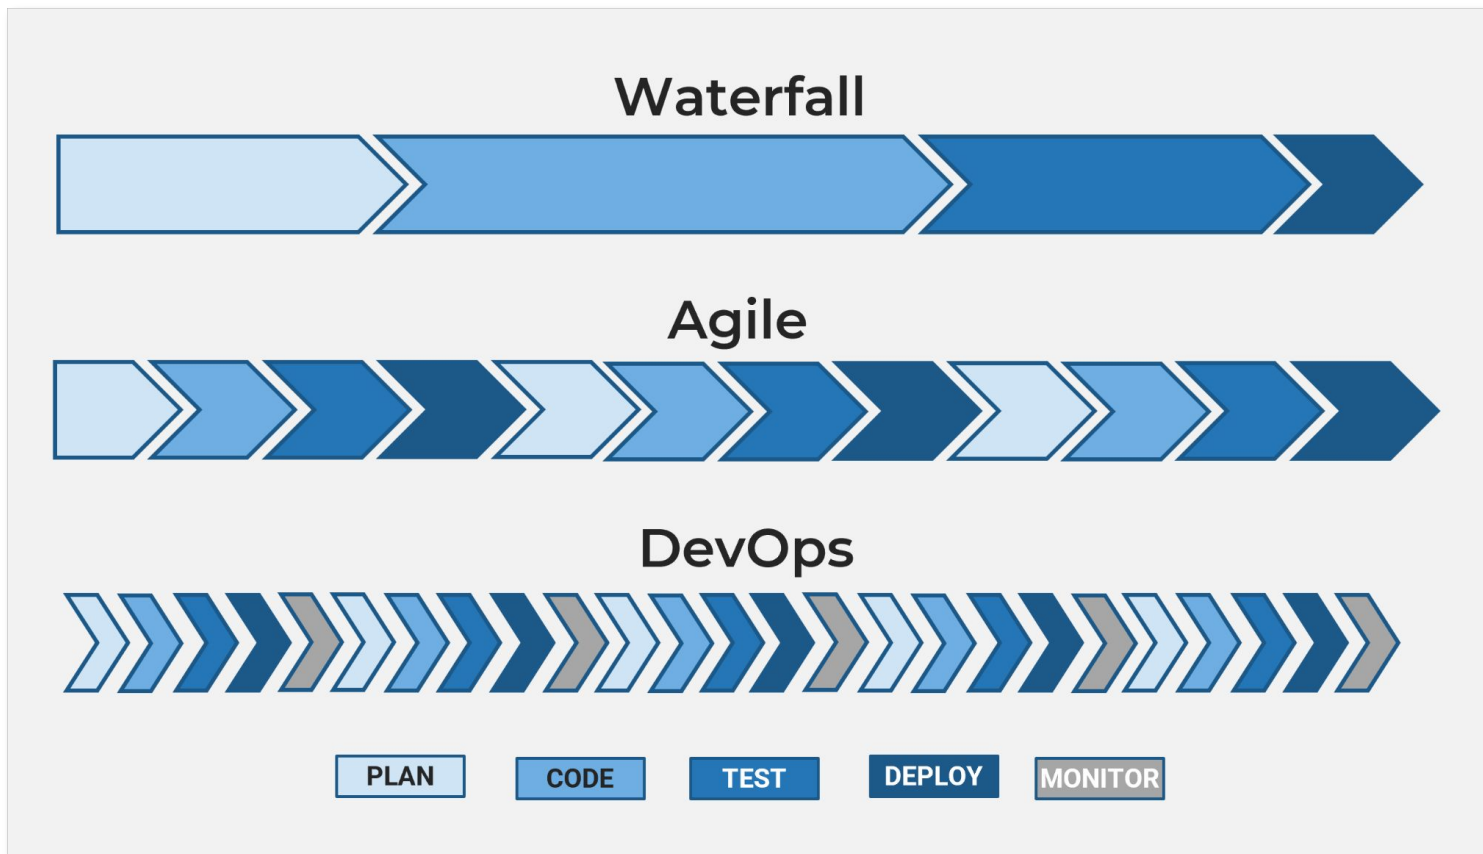 Waterfall
Agile
DevOps
PLAN
CODE
TEST
DEPLOY
MONITOR